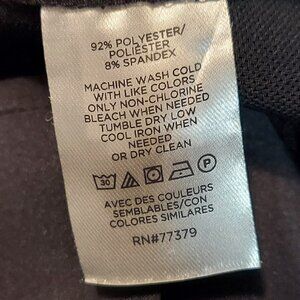 92% POLYESTER/
POLIÉSTER
8% SPANDEX
MACHINE WASH COLD
WITH LIKE COLORS
ONLY NON-CHLORINE
BLEACH WHEN NEEDED
TUMBLE DRY LOW
COOL IRON WHEN
NEEDED
OR DRY CLEAN
30 P
AVEC DES COULEURS
SEMBLABLES/CON
COLORES SIMILARES
RN#77379